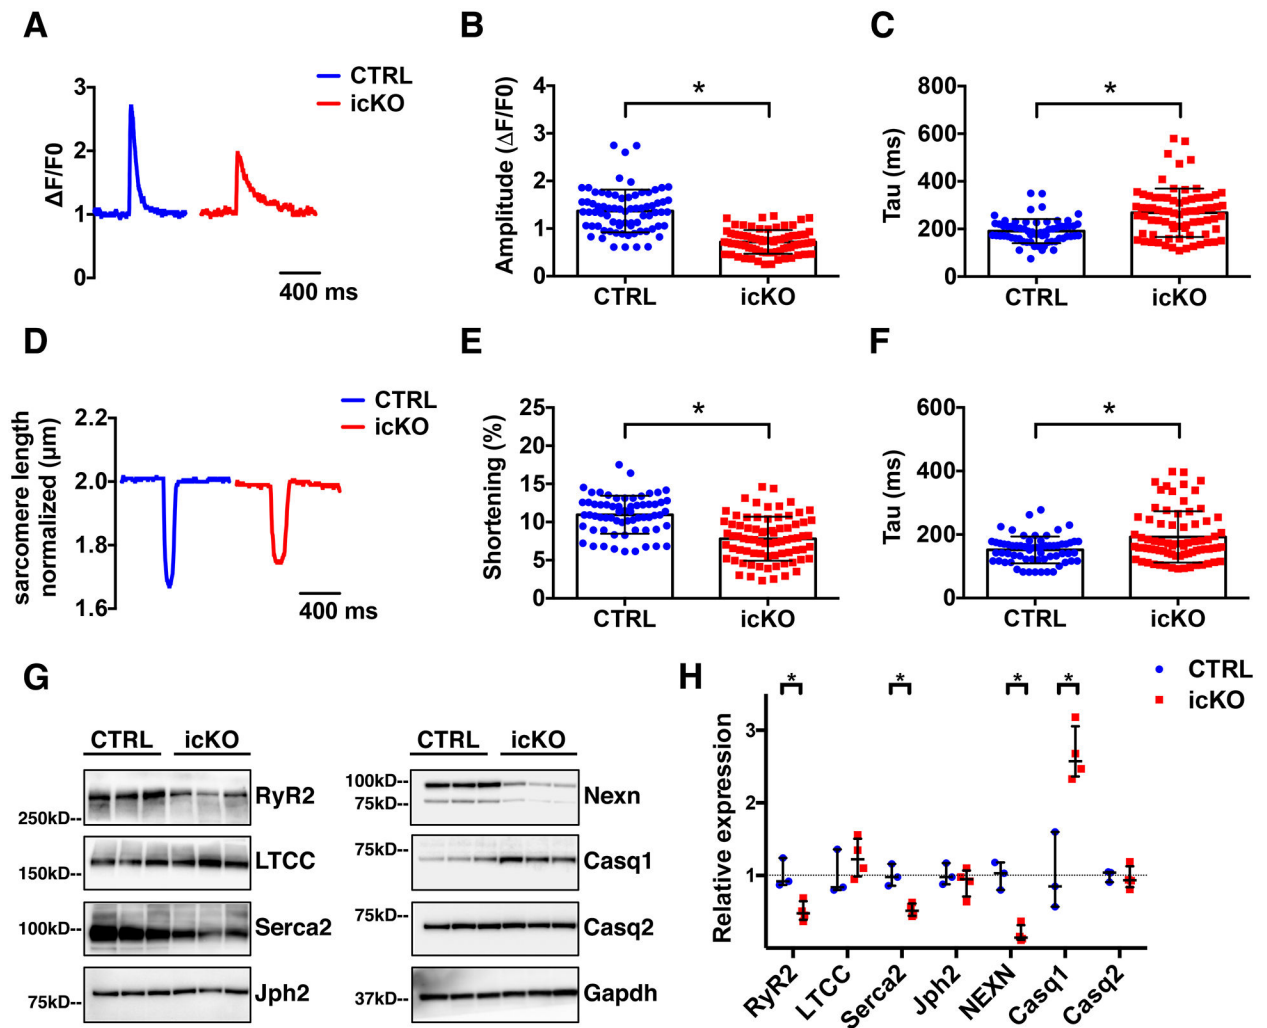 A
CTRL
icKO
ΔF/F0
3
2
1
0
400 ms
B
Amplitude (ΔF/F0)
4
3
2
1
0
*
CTRL
icKO
C
Tau (ms)
800
600
400
200
0
*
CTRL
icKO
D
CTRL
icKO
sarcomere length
normalized (μm)
2.2
2.0
1.8
1.6
400 ms
E
Shortening (%)
25
20
15
10
5
0
*
CTRL
icKO
F
Tau (ms)
600
400
200
0
*
CTRL
icKO
G
CTRL icKO
RyR2
250kD--
LTCC
150kD--
100kD--
Serca2
75kD--
Jph2
CTRL icKO
100kD--
75kD--
Nexn
75kD--
Casq1
75kD--
Casq2
37kD--
Gapdh
H
CTRL
icKO
Relative expression
3
2
1
* * * *
RyR2
LTCC
Serca2
Jph2
NEXN
Casq1
Casq2